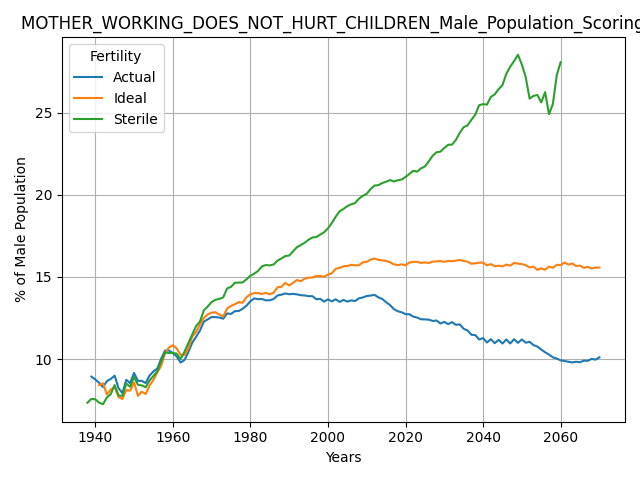 MOTHER_WORKING_DOES_NOT_HURT_CHILDREN_Male_Population_Scoring
Fertility
Actual
Ideal
Sterile
% of Male Population
25
20
15
10
1940 1960 1980 2000 2020 2040 2060
Years